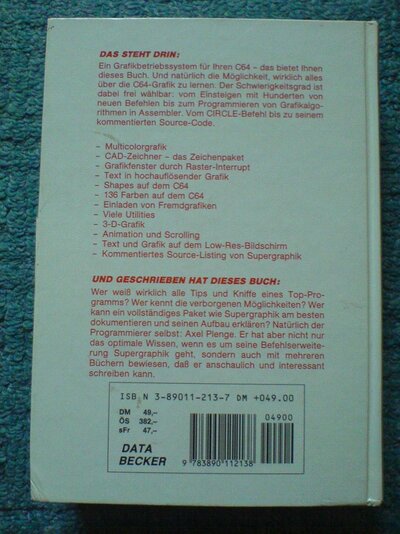 DAS STEHT DRIN:
Ein Grafikbetriebssystem für Ihren C64 – das bietet Ihnen
dieses Buch. Und natürlich die Möglichkeit, wirklich alles
über die C64-Grafik zu lernen. Der Schwierigkeitsgrad ist
dabei frei wählbar: vom Einsteigen mit Hunderten von
neuen Befehlen bis zum Programmieren von Grafikalgo-
rithmen in Assembler. Vom CIRCLE-Befehl bis zu seinem
kommentierten Source-Code.
– Multicolorgrafik
– CAD-Zeichner – das Zeichenpaket
– Grafikfenster durch Raster-Interrupt
– Text in hochauflösender Grafik
– Shapes auf dem C64
– 136 Farben auf dem C64
– Einladen von Fremdgrafiken
– Viele Utilities
– 3-D-Grafik
– Animation und Scrolling
– Text und Grafik auf dem Low-Res-Bildschirm
– Kommentiertes Source-Listing von Supergraphik
UND GESCHRIEBEN HAT DIESES BUCH:
Wer weiß wirklich alle Tips und Kniffe eines Top-Pro-
gramms? Wer kennt die verborgenen Möglichkeiten? Wer
kann ein vollständiges Paket wie Supergraphik am besten
dokumentieren und seinen Aufbau erklären? Natürlich der
Programmierer selbst: Axel Plenge. Er hat aber nicht nur
das optimale Wissen, wenn es um seine Befehlserweite-
rung Supergraphik geht, sondern auch mit mehreren
Büchern bewiesen, daß er anschaulich und interessant
schreiben kann.
ISBN 3-89011-213-7 DM +049.00
DM 49,–
ÖS 382,–
sFr 47,–
04900
DATA
BECKER
9 783890 112138